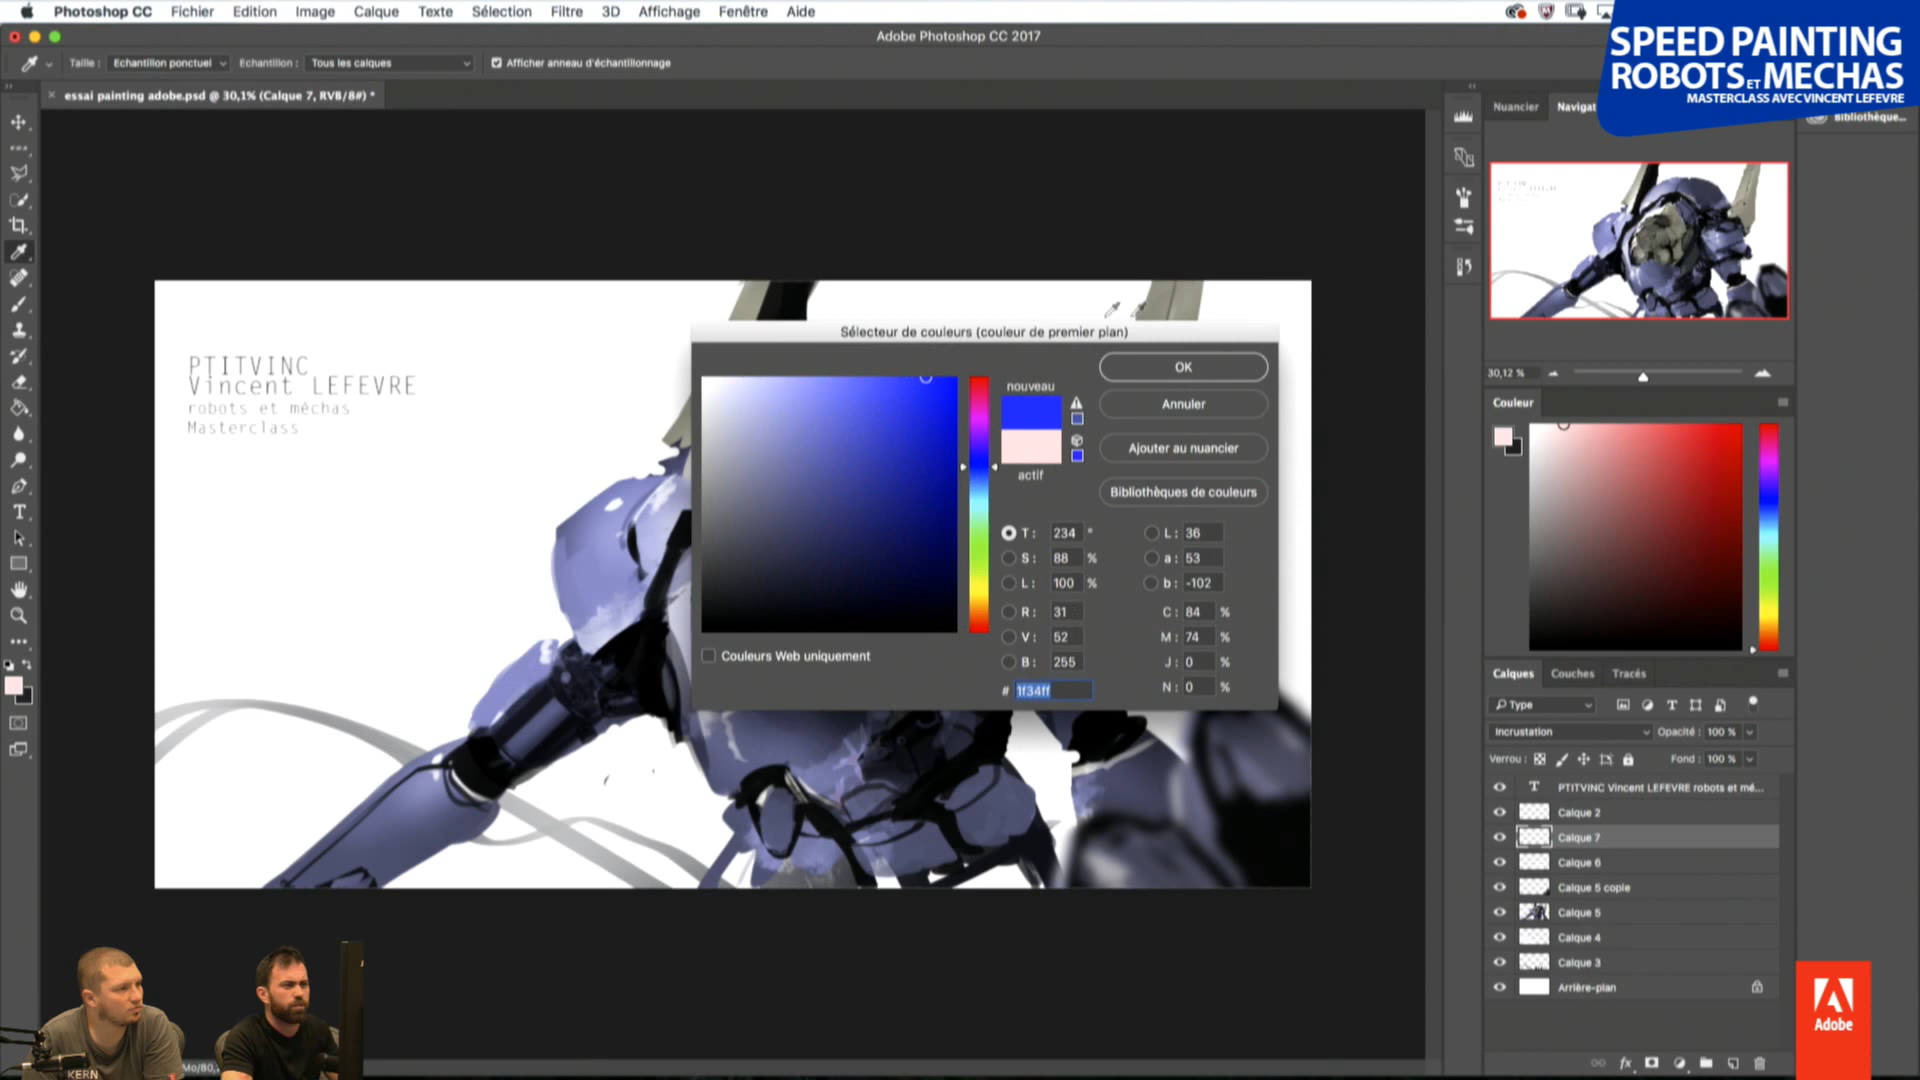 Photoshop CC Fichier Edition Image Calque Texte Sélection Filtre 3D Affichage Fenêtre Aide
Adobe Photoshop CC 2017
SPEED PAINTING
ROBOTS ET MECHAS
MASTERCLASS AVEC VINCENT LEFEVRE
Taille : Echantillon ponctuel Echantillon : Tous les calques Afficher anneau d'échantillonnage
essai painting adobe.psd @ 30,1% (Calque 7, RVB/8#) *
Nuancier Navigat
Bibliothèque...
PTITVINC
Vincent LEFEVRE
robots et méchas
Masterclass
Sélecteur de couleurs (couleur de premier plan)
nouveau
actif
OK
Annuler
Ajouter au nuancier
Bibliothèques de couleurs
T : 234 °
S : 88 %
L : 100 %
R : 31
V : 52
B : 255
# 1f34ff
L : 36
a : 53
b : -102
C : 84 %
M : 74 %
J : 0 %
N : 0 %
Couleurs Web uniquement
30,12 %
Couleur
Calques Couches Tracés
Type
Incrustation Opacité : 100 %
Verrou : Fond : 100 %
T PTITVINC Vincent LEFEVRE robots et mé...
Calque 2
Calque 7
Calque 6
Calque 5 copie
Calque 5
Calque 4
Calque 3
Arrière-plan
fx
Mo/80,
KERN
Adobe